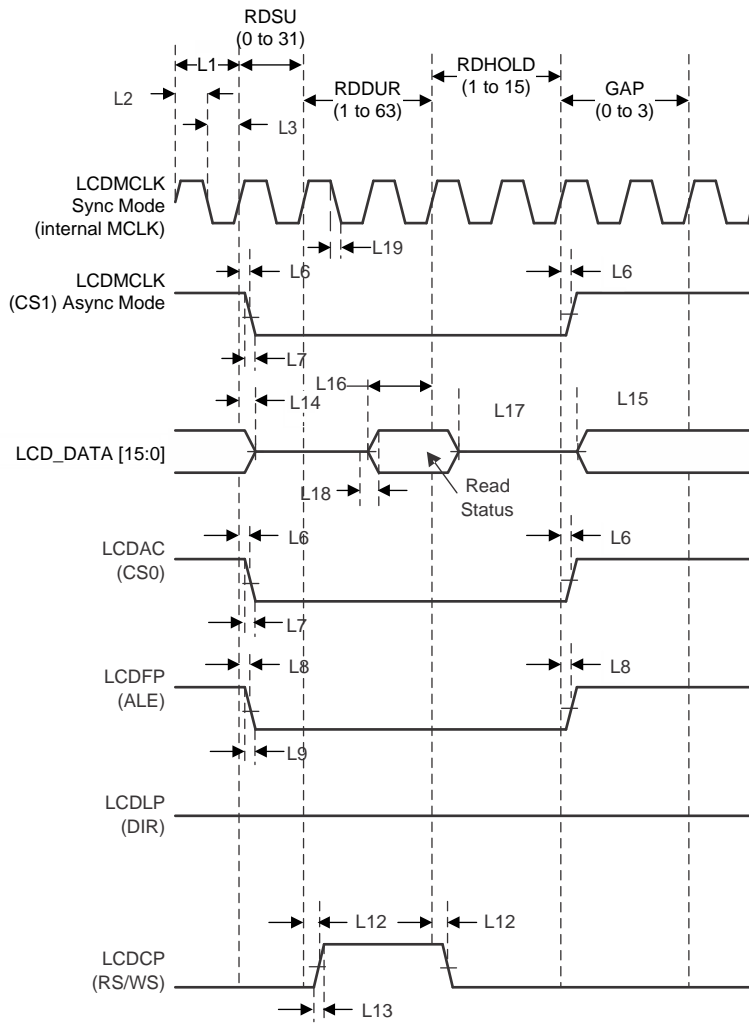 RDSU
(0 to 31)
L1
RDHOLD
(1 to 15)
GAP
(0 to 3)
RDDUR
(1 to 63)
L2
L3
LCDMCLK
Sync Mode
(internal MCLK)
L19
LCDMCLK
(CS1) Async Mode
L6
L6
L7
L16
L14
L17
L15
LCD_DATA [15:0]
L18
Read
Status
LCDAC
(CS0)
L6
L6
L7
LCDFP
(ALE)
L8
L8
L9
LCDLP
(DIR)
L12
L12
LCDCP
(RS/WS)
L13